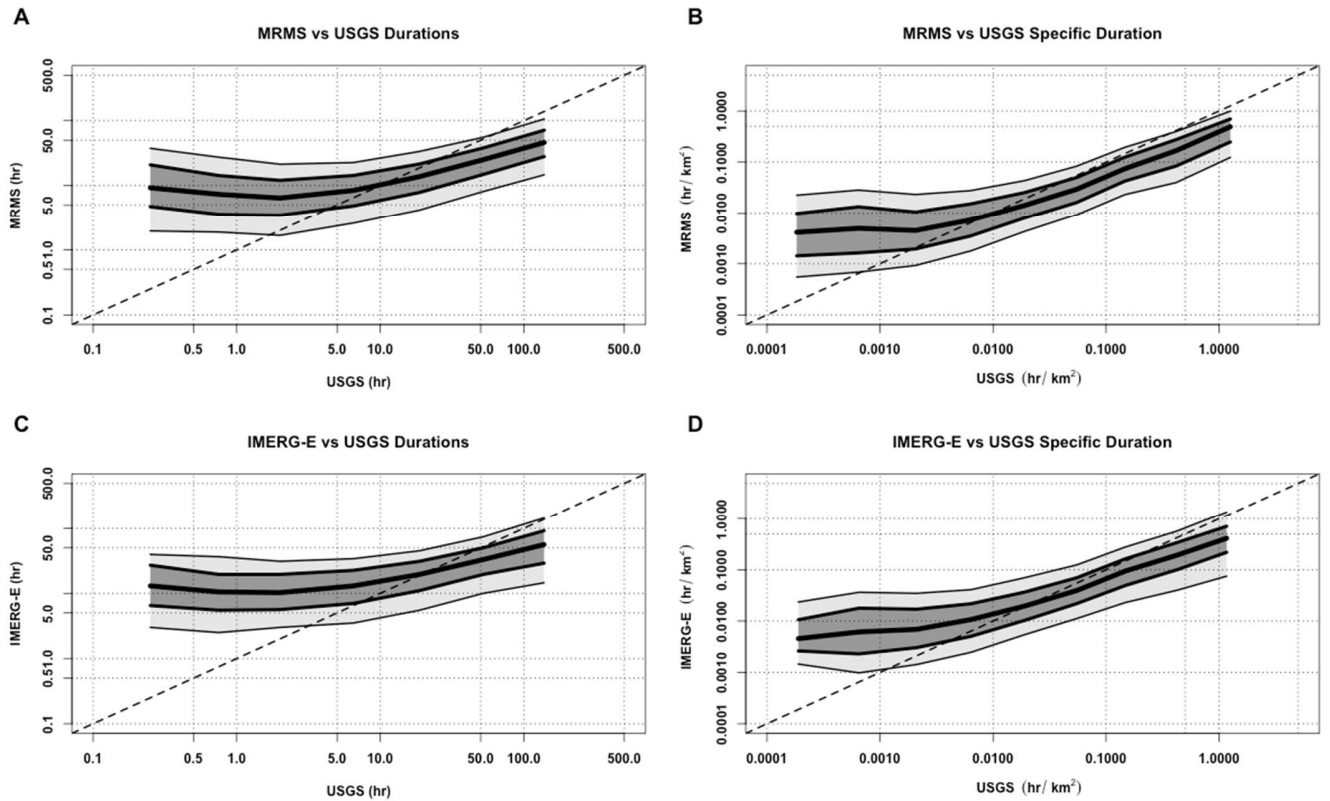 A
MRMS vs USGS Durations
MRMS (hr)
500.0
50.0
5.0
0.51.0
0.1
0.1 0.5 1.0 5.0 10.0 50.0 100.0 500.0
USGS (hr)
B
MRMS vs USGS Specific Duration
MRMS (hr/ km²)
1.0000
0.1000
0.0100
0.0010
0.0001
0.0001 0.0010 0.0100 0.1000 1.0000
USGS (hr/ km²)
C
IMERG-E vs USGS Durations
IMERG-E (hr)
500.0
50.0
5.0
0.51.0
0.1
0.1 0.5 1.0 5.0 10.0 50.0 100.0 500.0
USGS (hr)
D
IMERG-E vs USGS Specific Duration
IMERG-E (hr/ km²)
1.0000
0.1000
0.0100
0.0010
0.0001
0.0001 0.0010 0.0100 0.1000 1.0000
USGS (hr/ km²)